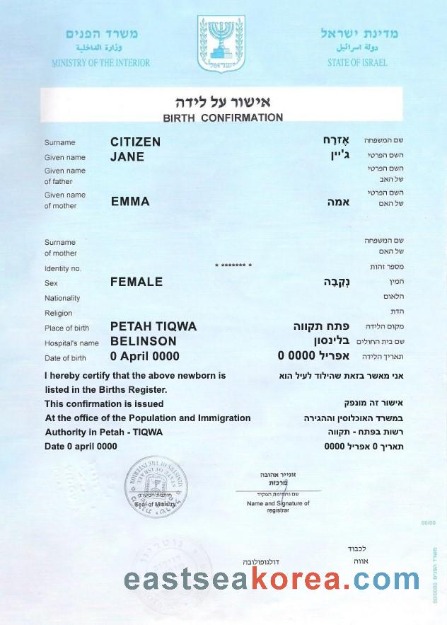 משרד הפנים
وزارة الداخلية
MINISTRY OF THE INTERIOR
מדינת ישראל
دولة اسرائيل
STATE OF ISRAEL
אישור על לידה
BIRTH CONFIRMATION
Surname CITIZEN אֶזרָח שם המשפחה
Given name JANE ג'יין השם הפרטי
Given name of father השם הפרטי של האב
Given name of mother EMMA אמה השם הפרטי של האם
Surname of mother שם המשפחה של האם
Identity no. * ******* * מספר זהות
Sex FEMALE נְקֵבָה המין
Nationality הלאום
Religion הדת
Place of birth PETAH TIQWA פתח תקווה מקום הלידה
Hospital's name BELINSON בלינסון שם בית החולים
Date of birth 0 April 0000 0 אפריל 0000 תאריך הלידה
I hereby certify that the above newborn is אני מאשר בזאת שהילוד לעיל הוא
listed in the Births Register.
This confirmation is issued אישור זה מונפק
At the office of the Population and Immigration במשרד האוכלוסין וההגירה
Authority in Petah - TIQWA רשות בפתח - תקווה
Date 0 april 0000 תאריך 0 אפריל 0000
Seal of Ministry
מרכזת
Name and Signature of
registrar
לכבוד
אווה
eastseakorea.com